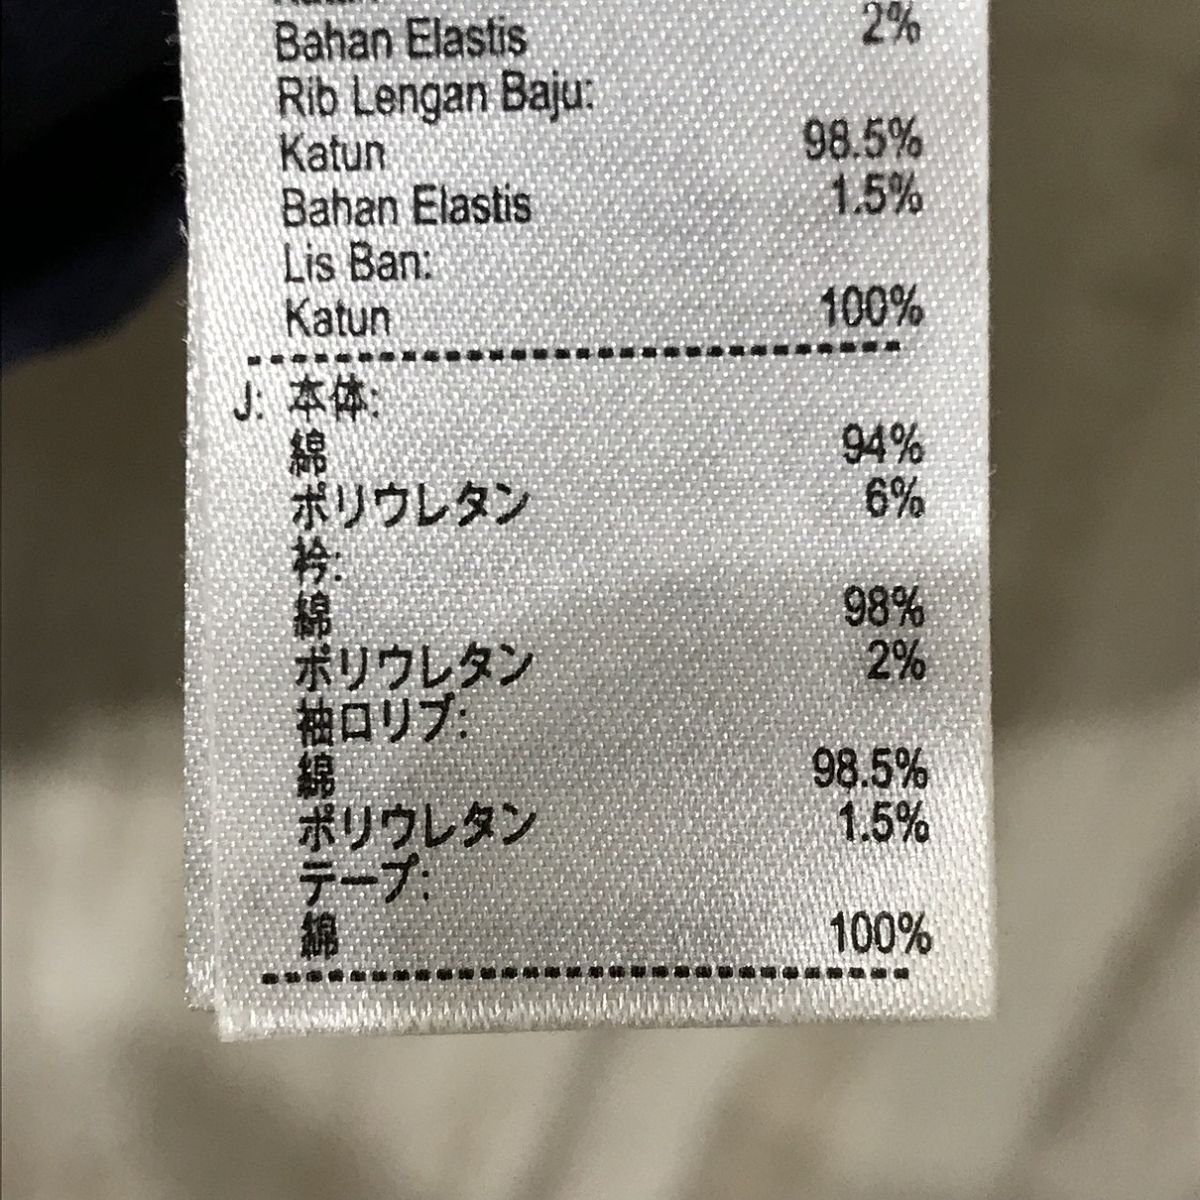 Bahan Elastis 2%
Rib Lengan Baju:
Katun 98.5%
Bahan Elastis 1.5%
Lis Ban:
Katun 100%
J: 本体:
綿 94%
ポリウレタン 6%
衿:
綿 98%
ポリウレタン 2%
袖口リブ:
綿 98.5%
ポリウレタン 1.5%
テープ:
綿 100%